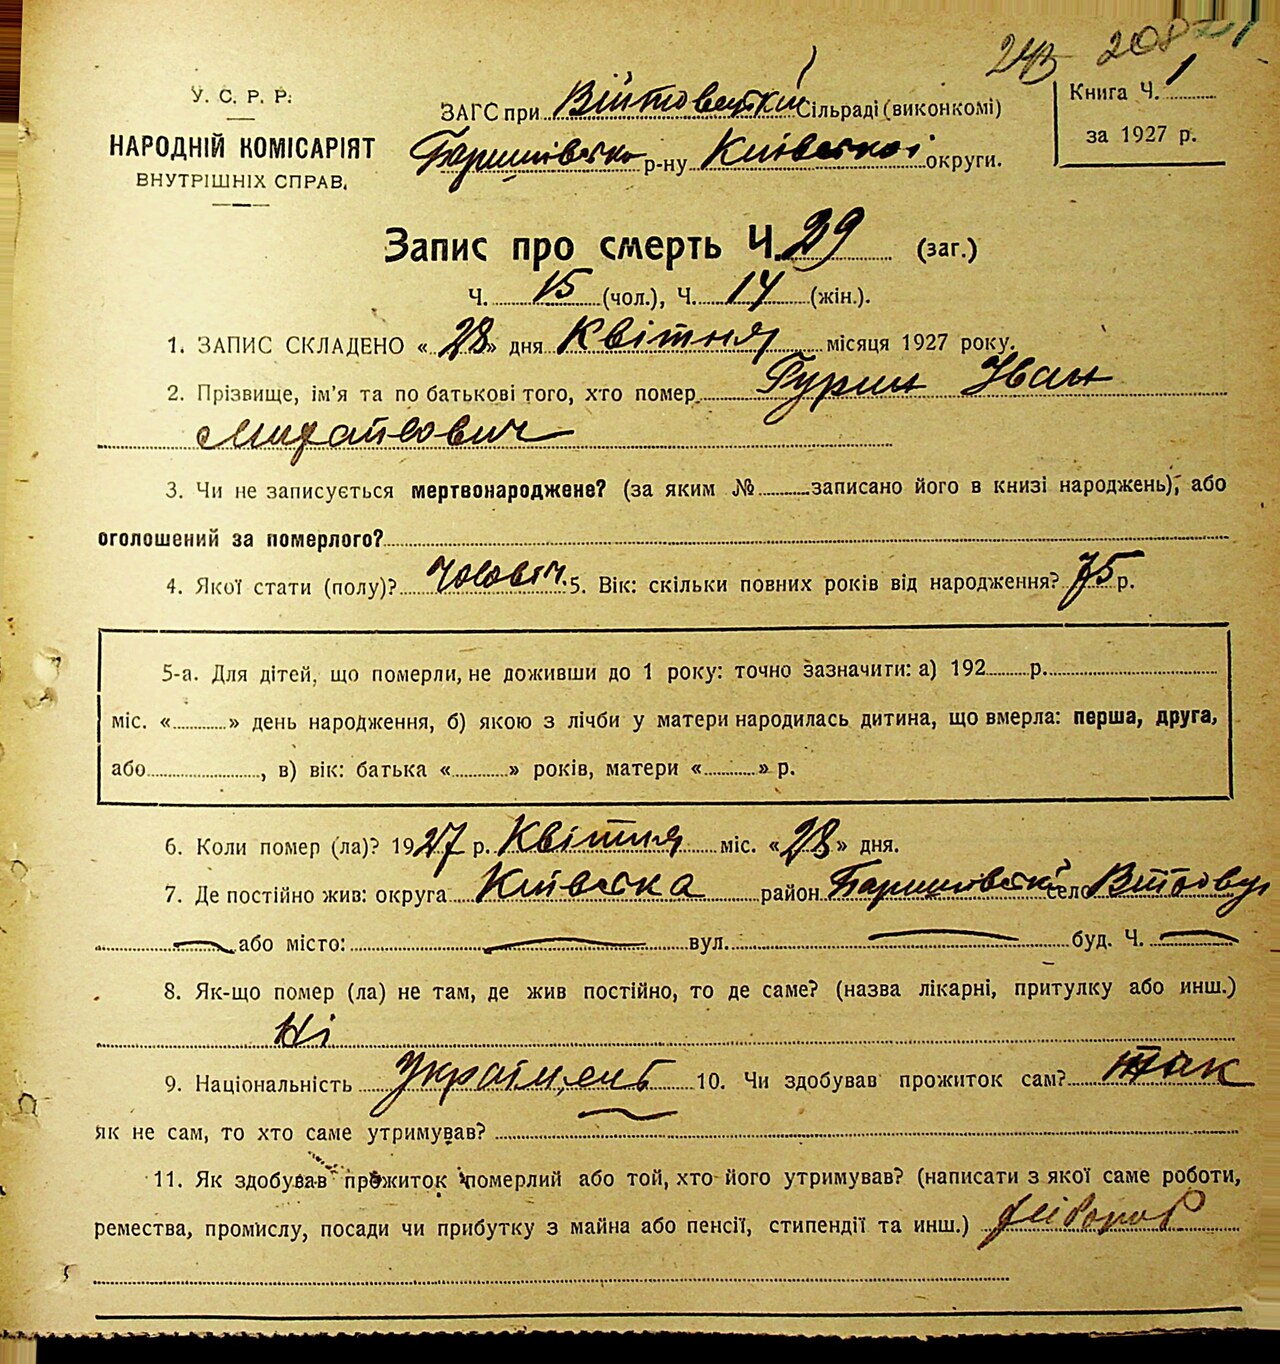 208
У. С. Р. Р.
НАРОДНІЙ КОМІСАРІЯТ
ВНУТРІШНІХ СПРАВ.
ЗАГС при Війтовецькій Сільраді (виконкомі)
Баришівсько р-ну Київської округи.
Книга Ч. 1
за 1927 р.
Запис про смерть Ч. 29 (заг.)
Ч. 15 (чол.), Ч. 14 (жін.).
1. ЗАПИС СКЛАДЕНО «28» дня Квітня місяця 1927 року.
2. Прізвище, ім'я та по батькові того, хто помер Гурин Іван
Михайлович
3. Чи не записується мертвонароджене? (за яким № записано його в книзі народжень), або
оголошений за померлого?
4. Якої стати (полу)? Чоловіч. 5. Вік: скільки повних років від народження? 75 р.
5-а. Для дітей, що померли, не доживши до 1 року: точно зазначити: а) 192 р.
міс. « » день народження, б) якою з лічби у матери народилась дитина, що вмерла: перша, друга,
або , в) вік: батька « » років, матери « » р.
6. Коли помер (ла)? 1927 р. Квітня міс. «28» дня.
7. Де постійно жив: округа Київська район Баришівськ село Війтовці
або місто: вул. буд. Ч.
8. Як-що помер (ла) не там, де жив постійно, то де саме? (назва лікарні, притулку або инш.)
Ні
9. Національність Українець 10. Чи здобував прожиток сам? так
як не сам, то хто саме утримував?
11. Як здобував прожиток померлий або той, хто його утримував? (написати з якої саме роботи,
ремества, промислу, посади чи прибутку з майна або пенсії, стипендії та инш.) хлібороб